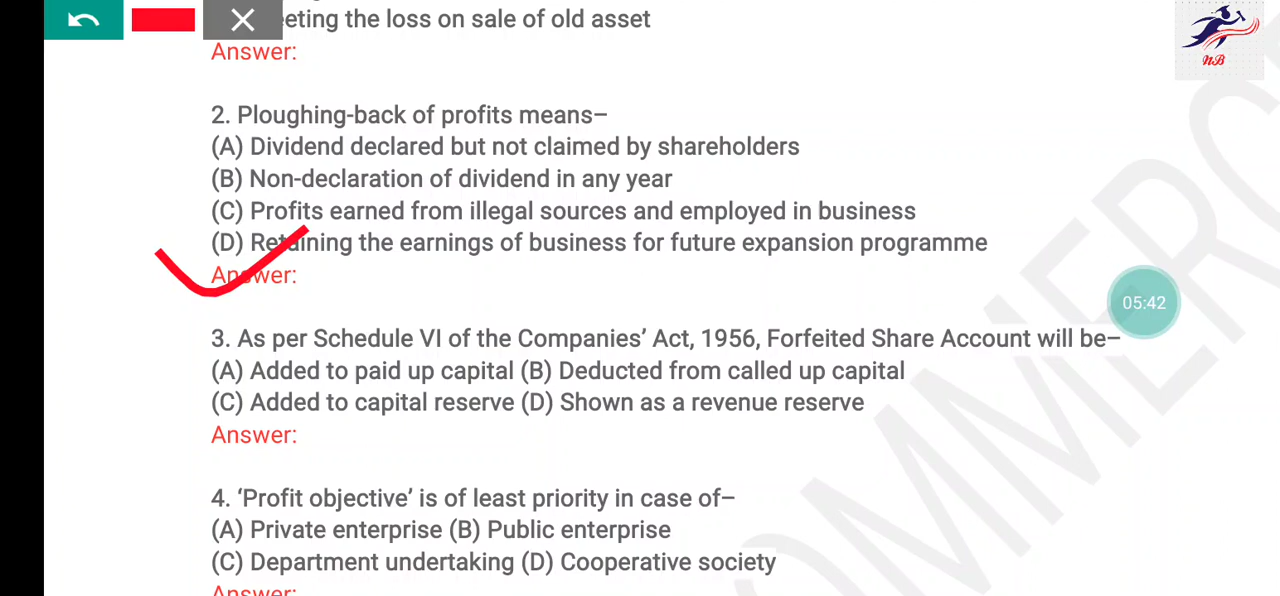 eeting the loss on sale of old asset
Answer:
2. Ploughing-back of profits means–
(A) Dividend declared but not claimed by shareholders
(B) Non-declaration of dividend in any year
(C) Profits earned from illegal sources and employed in business
(D) Retaining the earnings of business for future expansion programme
Answer:
05:42
3. As per Schedule VI of the Companies’ Act, 1956, Forfeited Share Account will be–
(A) Added to paid up capital (B) Deducted from called up capital
(C) Added to capital reserve (D) Shown as a revenue reserve
Answer:
4. ‘Profit objective’ is of least priority in case of–
(A) Private enterprise (B) Public enterprise
(C) Department undertaking (D) Cooperative society
Answer:
NB
OMMERC